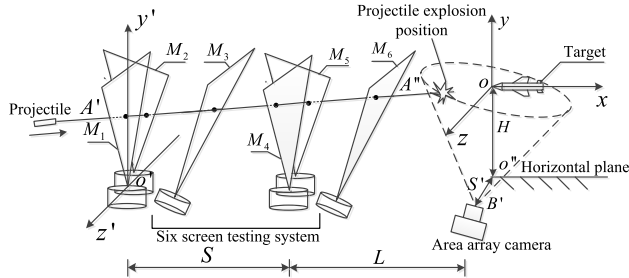 y'
Projectile explosion
position
y
M₂
M₃
M₅
M₆
Target
A''
o
x
Projectile
A'
M₁
z
H
M₄
o'
o''
Horizontal plane
S'
B'
z'
Six screen testing system
Area array camera
S
L